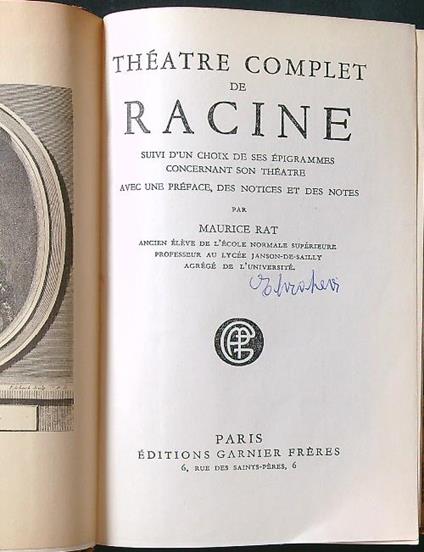 THÉATRE COMPLET
DE
RACINE
SUIVI D'UN CHOIX DE SES ÉPIGRAMMES
CONCERNANT SON THÉATRE
AVEC UNE PRÉFACE, DES NOTICES ET DES NOTES
PAR
MAURICE RAT
ANCIEN ÉLÈVE DE L'ÉCOLE NORMALE SUPÉRIEURE
PROFESSEUR AU LYCÉE JANSON-DE-SAILLY
AGRÉGÉ DE L'UNIVERSITÉ.
PARIS
ÉDITIONS GARNIER FRÈRES
6, RUE DES SAINTS-PÈRES, 6